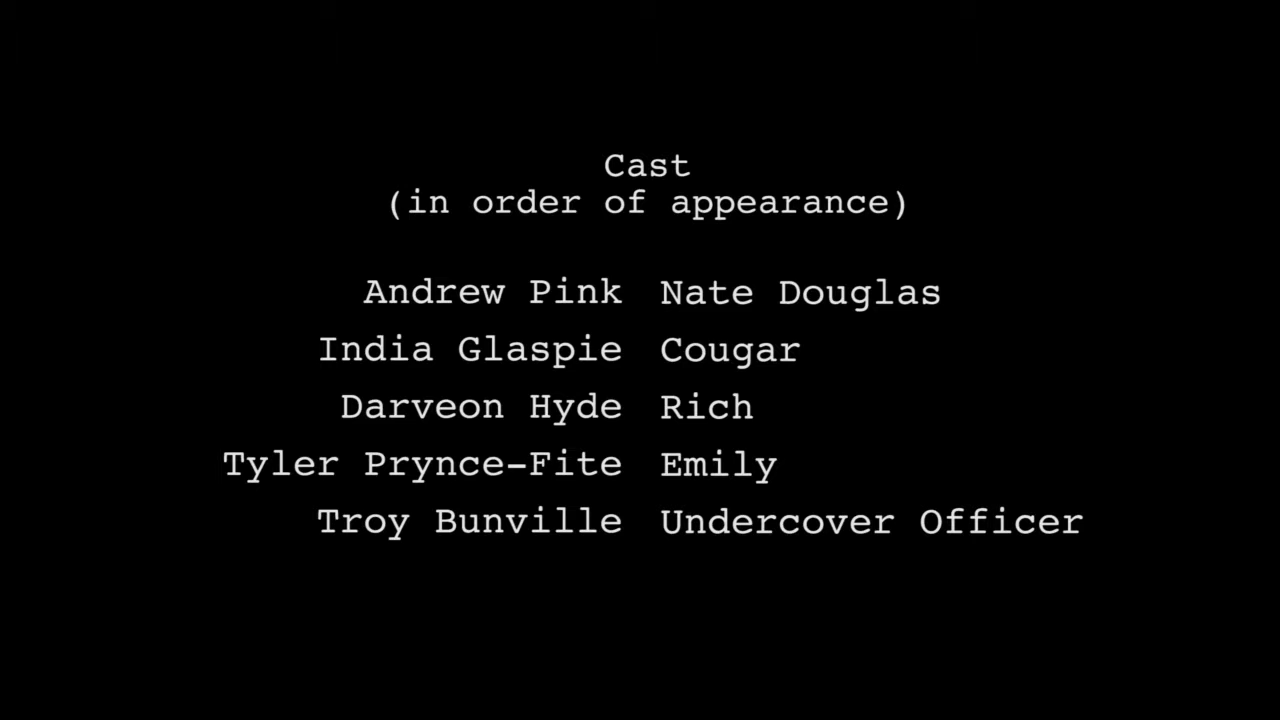 Cast
(in order of appearance)
Andrew Pink Nate Douglas
India Glaspie Cougar
Darveon Hyde Rich
Tyler Prynce-Fite Emily
Troy Bunville Undercover Officer